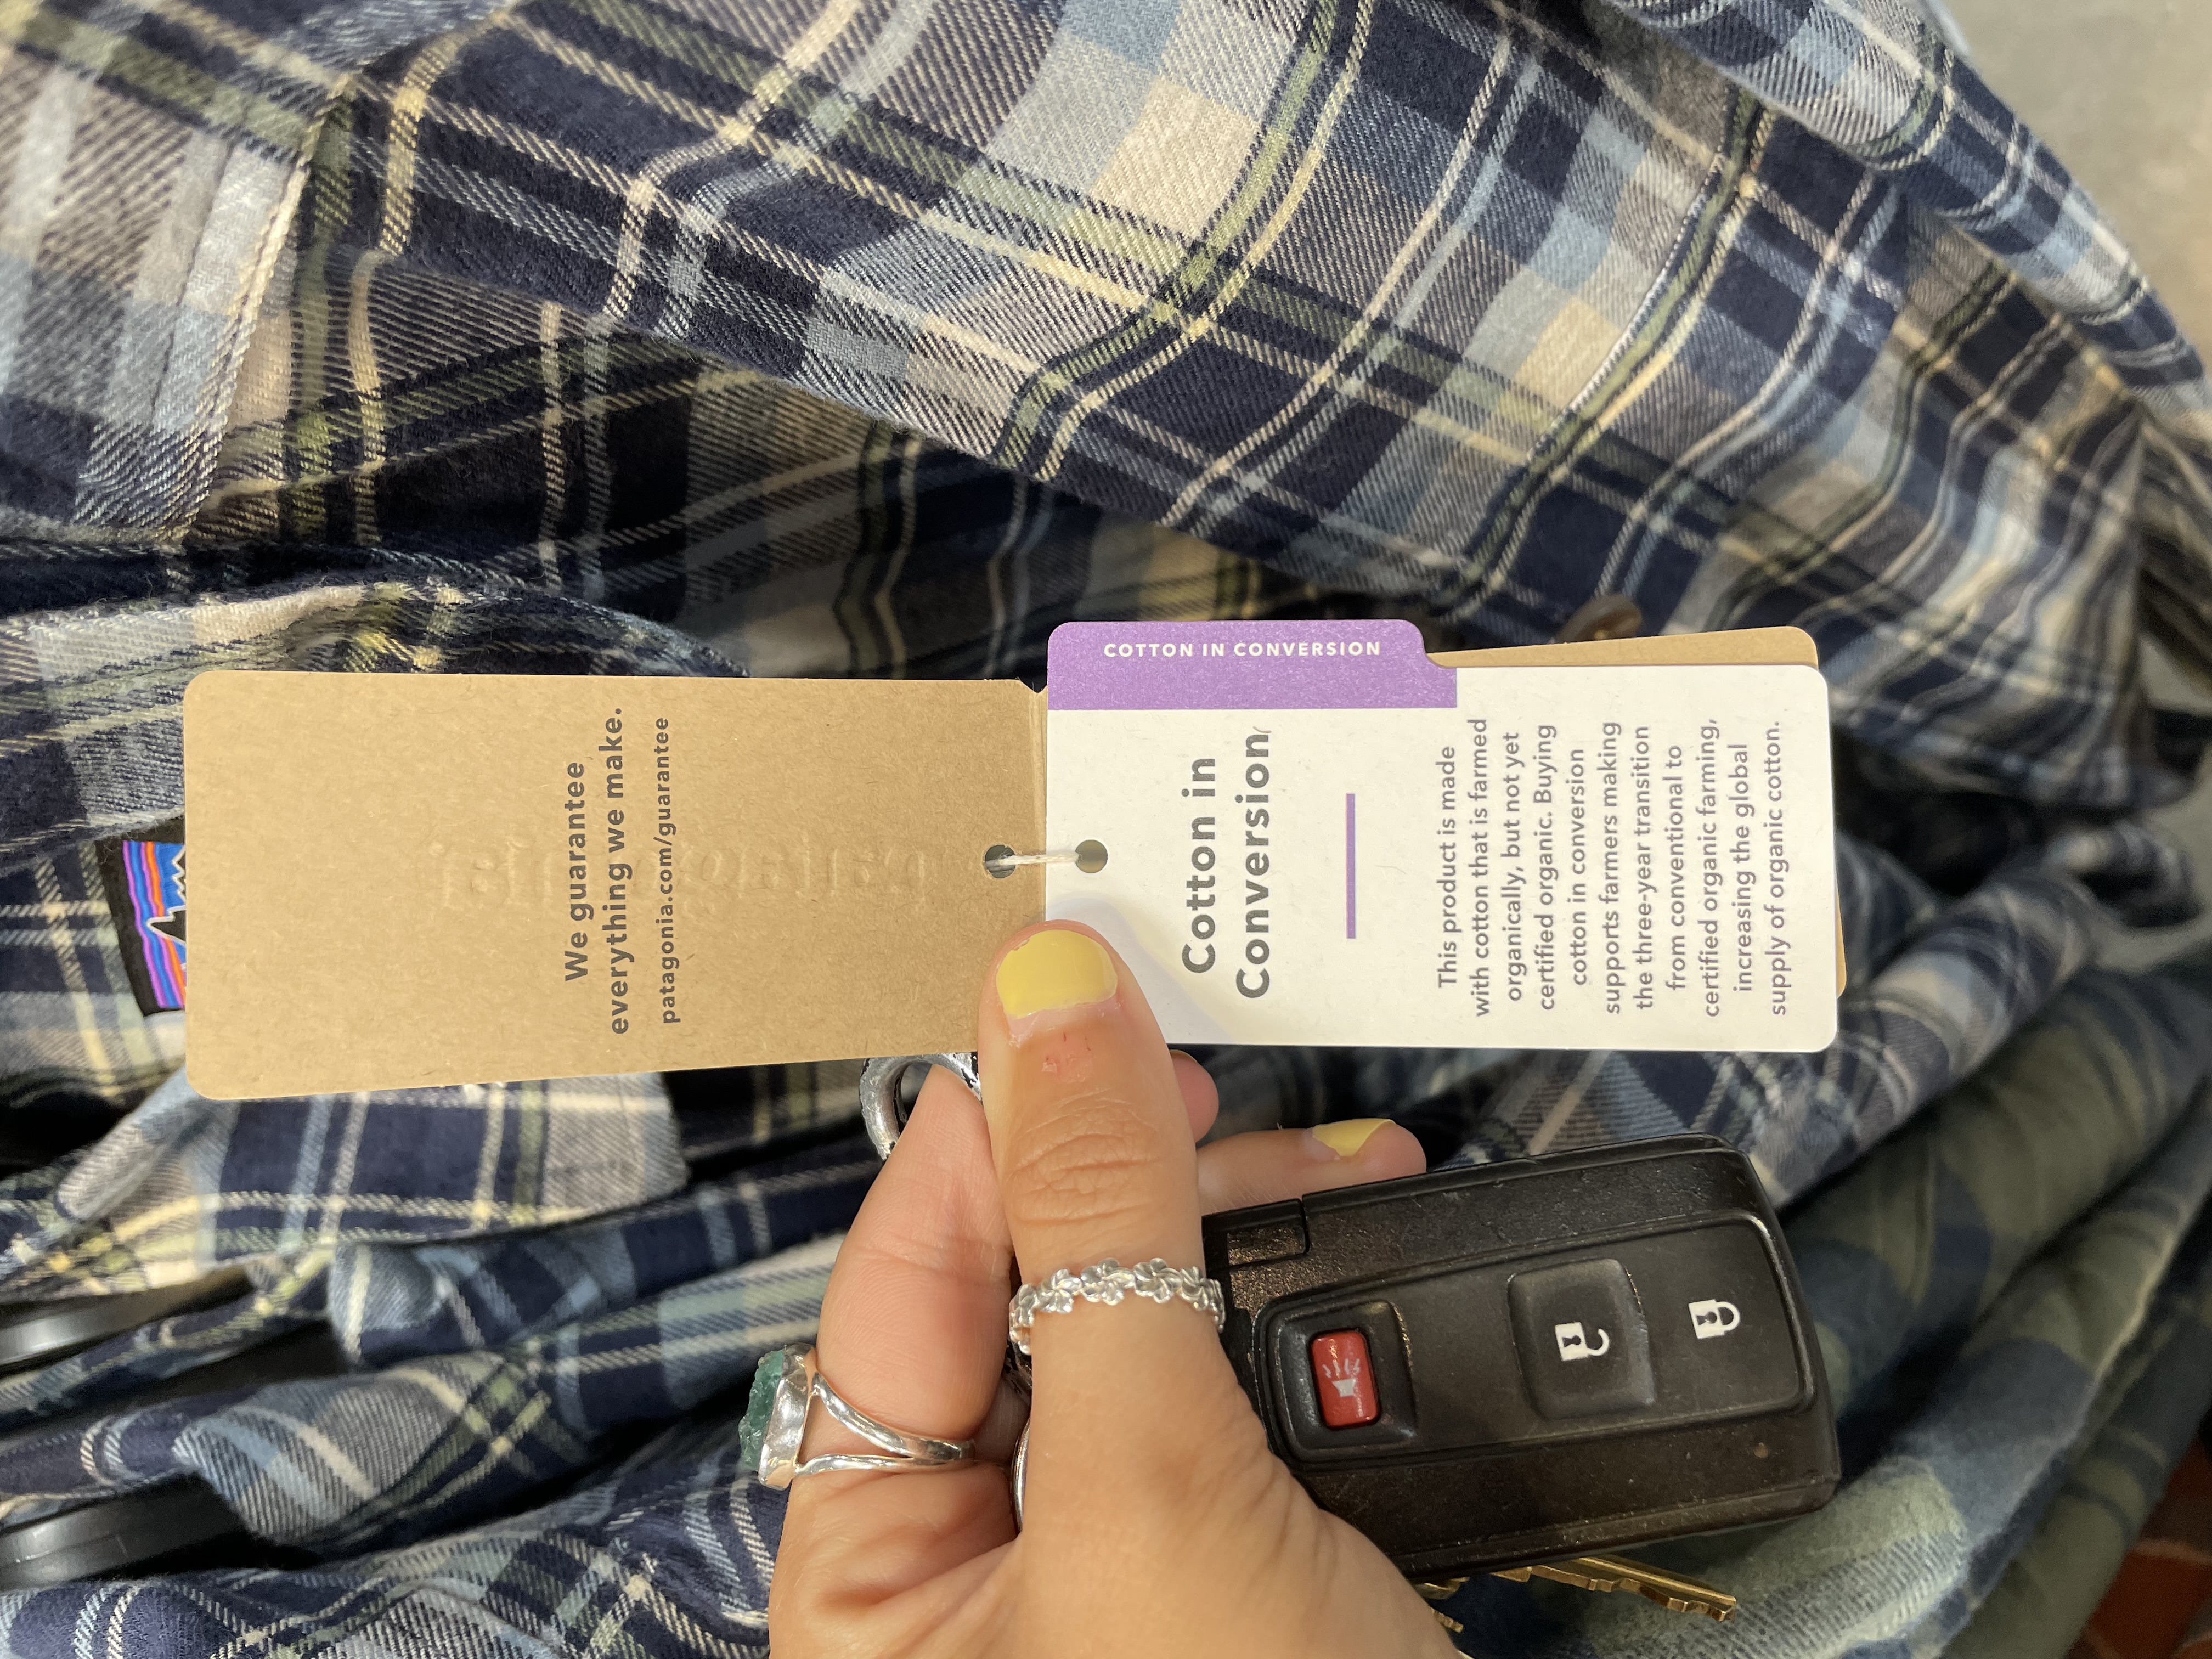 We guarantee
everything we make.
patagonia.com/guarantee
patagonia
COTTON IN CONVERSION
Cotton in
Conversion
This product is made
with cotton that is farmed
organically, but not yet
certified organic. Buying
cotton in conversion
supports farmers making
the three-year transition
from conventional to
certified organic farming,
increasing the global
supply of organic cotton.